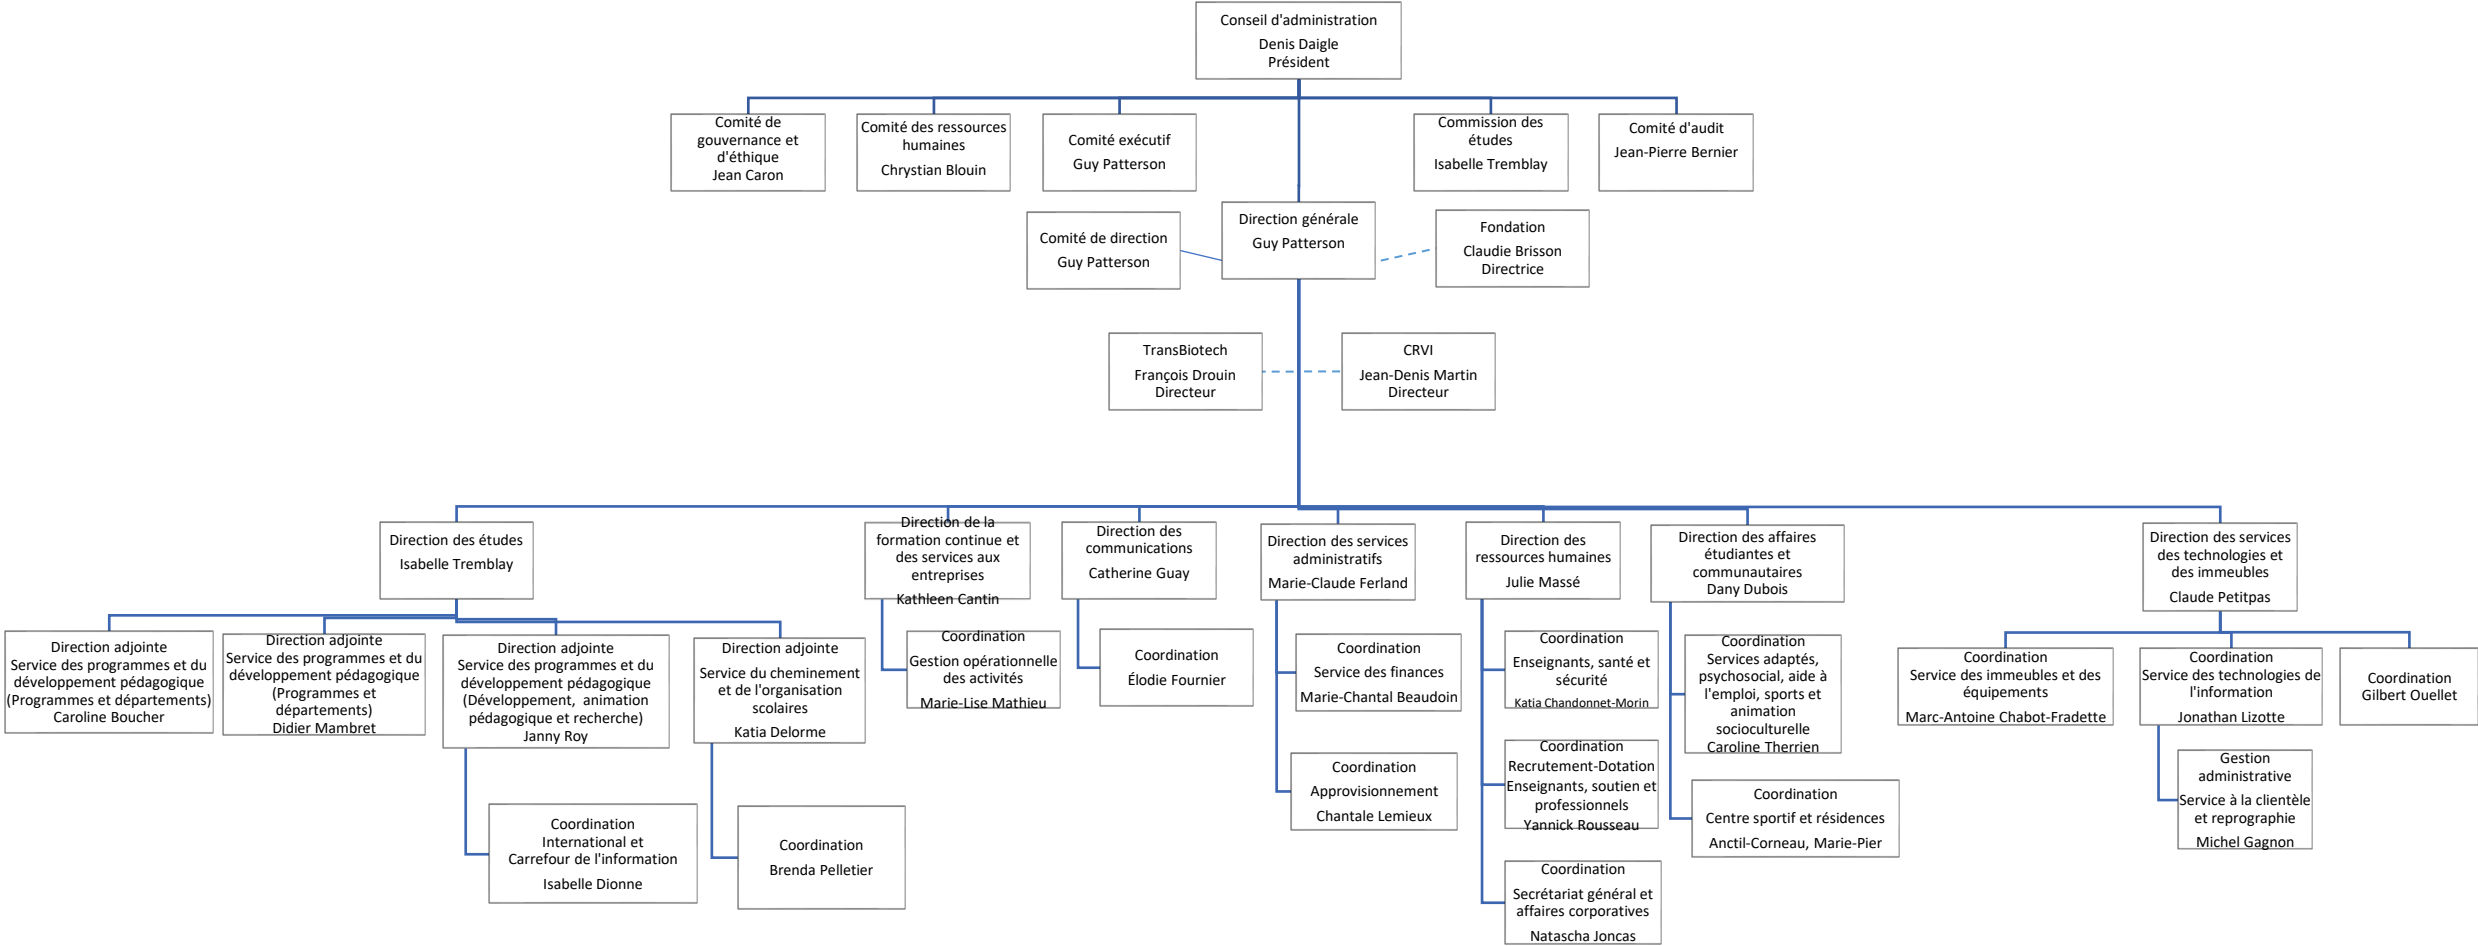 Conseil d'administration
Denis Daigle
Président
Comité de
gouvernance et
d'éthique
Jean Caron
Comité des ressources
humaines
Chrystian Blouin
Comité exécutif
Guy Patterson
Commission des
études
Isabelle Tremblay
Comité d'audit
Jean-Pierre Bernier
Comité de direction
Guy Patterson
Direction générale
Guy Patterson
Fondation
Claudie Brisson
Directrice
TransBiotech
François Drouin
Directeur
CRVI
Jean-Denis Martin
Directeur
Direction des études
Isabelle Tremblay
Direction de la
formation continue et
des services aux
entreprises
Kathleen Cantin
Direction des
communications
Catherine Guay
Direction des services
administratifs
Marie-Claude Ferland
Direction des
ressources humaines
Julie Massé
Direction des affaires
étudiantes et
communautaires
Dany Dubois
Direction des services
des technologies et
des immeubles
Claude Petitpas
Direction adjointe
Service des programmes et du
développement pédagogique
(Programmes et départements)
Caroline Boucher
Direction adjointe
Service des programmes et du
développement pédagogique
(Programmes et
départements)
Didier Mambret
Direction adjointe
Service des programmes et du
développement pédagogique
(Développement, animation
pédagogique et recherche)
Janny Roy
Direction adjointe
Service du cheminement
et de l'organisation
scolaires
Katia Delorme
Coordination
Gestion opérationnelle
des activités
Marie-Lise Mathieu
Coordination
Élodie Fournier
Coordination
Service des finances
Marie-Chantal Beaudoin
Coordination
Enseignants, santé et
sécurité
Katia Chandonnet-Morin
Coordination
Services adaptés,
psychosocial, aide à
l'emploi, sports et
animation
socioculturelle
Caroline Therrien
Coordination
Service des immeubles et des
équipements
Marc-Antoine Chabot-Fradette
Coordination
Service des technologies de
l'information
Jonathan Lizotte
Coordination
Gilbert Ouellet
Coordination
International et
Carrefour de l'information
Isabelle Dionne
Coordination
Brenda Pelletier
Coordination
Approvisionnement
Chantale Lemieux
Coordination
Recrutement-Dotation
Enseignants, soutien et
professionnels
Yannick Rousseau
Coordination
Centre sportif et résidences
Anctil-Corneau, Marie-Pier
Gestion
administrative
Service à la clientèle
et reprographie
Michel Gagnon
Coordination
Secrétariat général et
affaires corporatives
Natascha Joncas